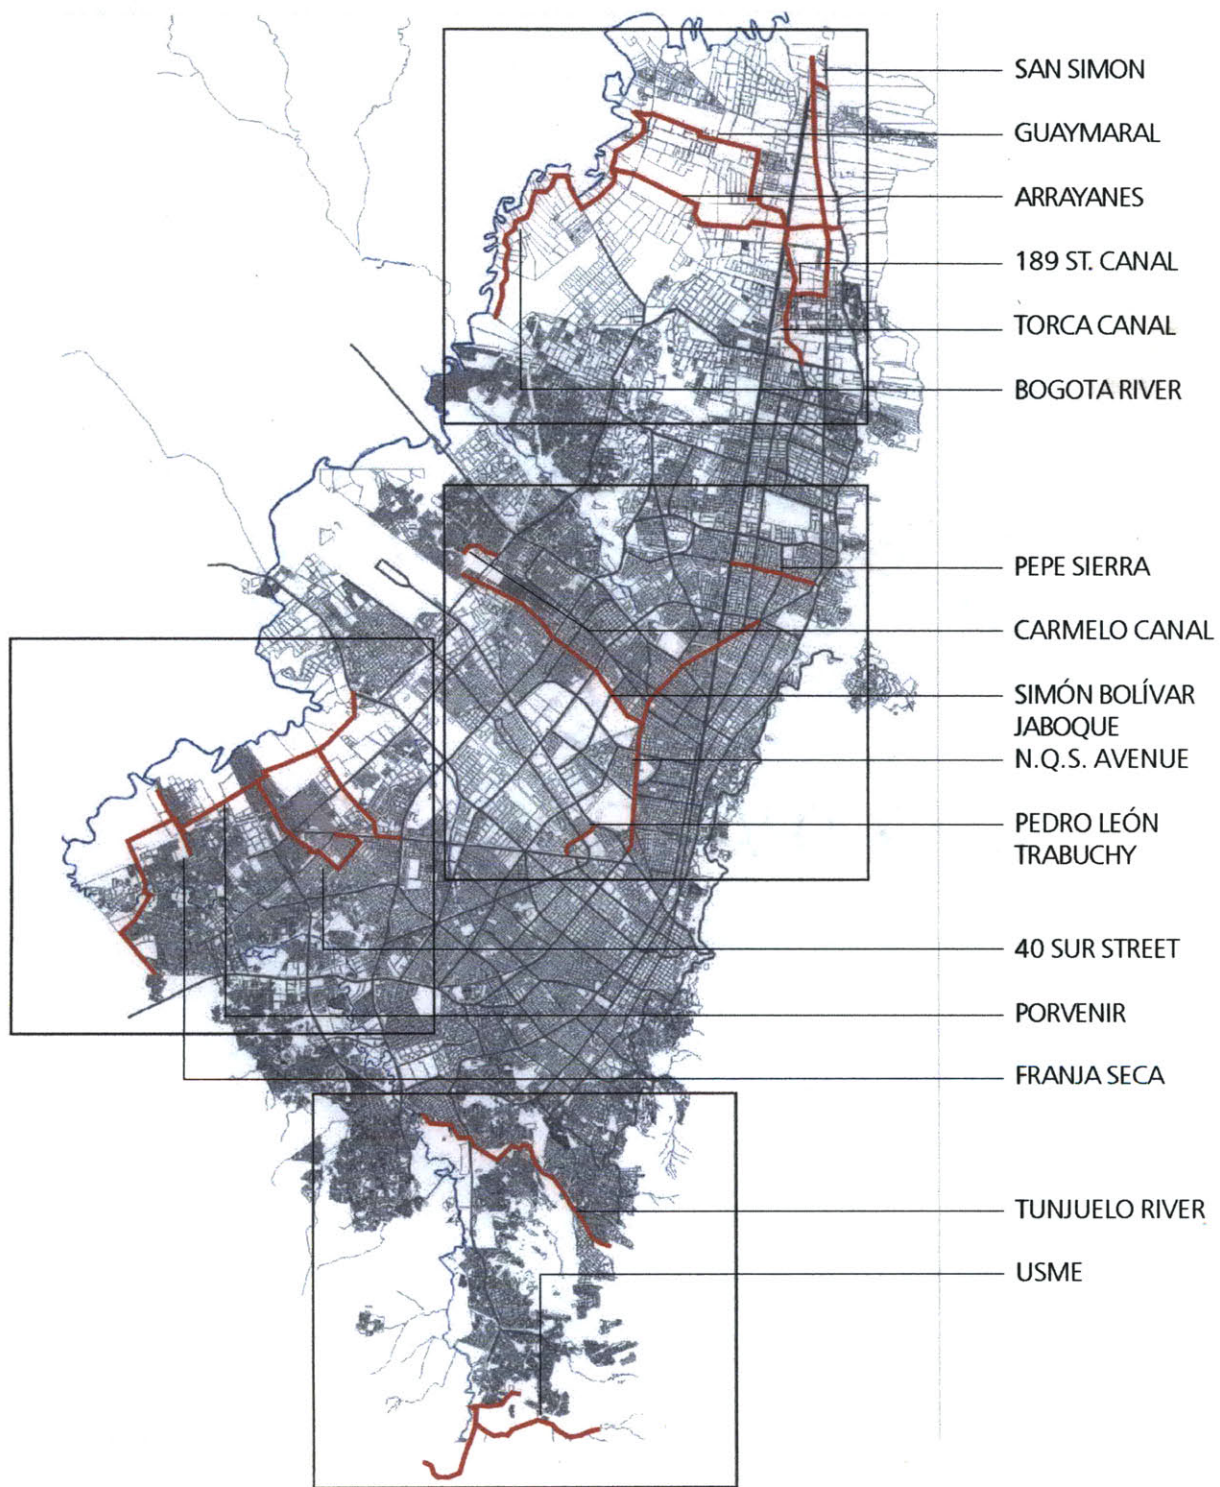 SAN SIMON
GUAYMARAL
ARRAYANES
189 ST. CANAL
TORCA CANAL
BOGOTA RIVER
PEPE SIERRA
CARMELO CANAL
SIMÓN BOLÍVAR
JABOQUE
N.Q.S. AVENUE
PEDRO LEÓN
TRABUCHY
40 SUR STREET
PORVENIR
FRANJA SECA
TUNJUELO RIVER
USME